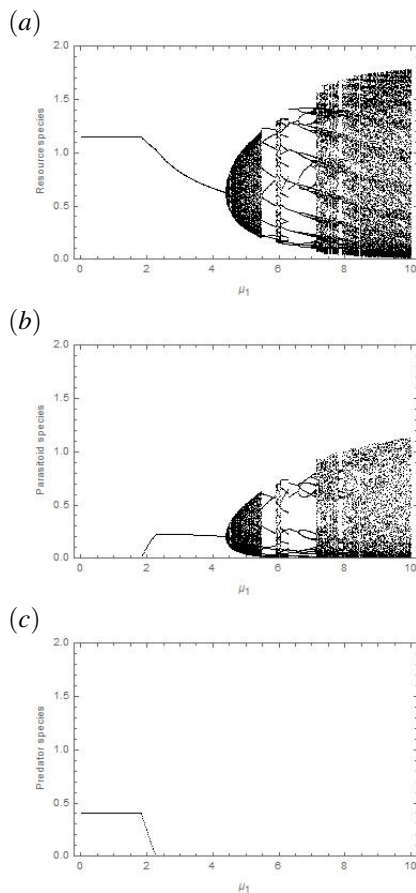 (a)
2.0
1.5
1.0
0.5
0.0
Resource species
0 2 4 6 8 10
μ1
(b)
2.0
1.5
1.0
0.5
0.0
Parasitoid species
0 2 4 6 8 10
μ1
(c)
2.0
1.5
1.0
0.5
0.0
Predator species
0 2 4 6 8 10
μ1